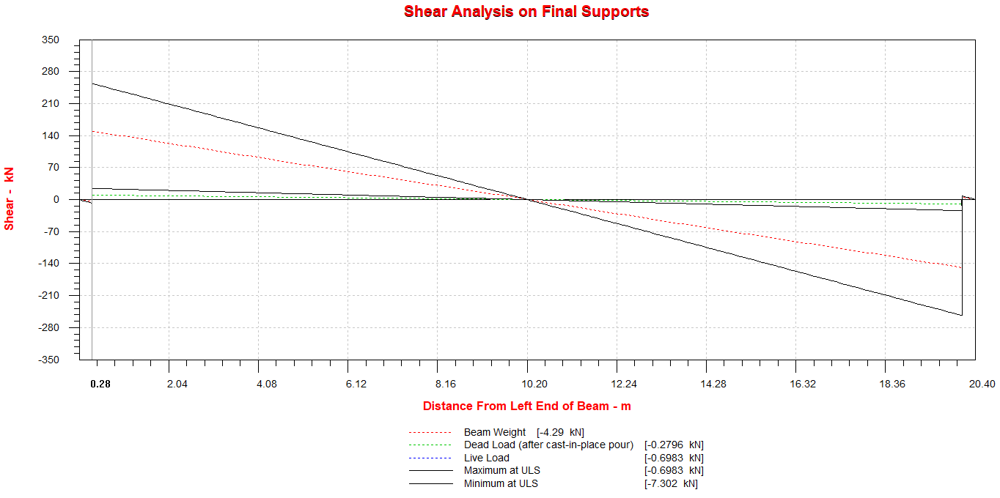 Shear Analysis on Final Supports
350
280
210
140
70
0
-70
-140
-210
-280
-350
Shear - kN
0.28 2.04 4.08 6.12 8.16 10.20 12.24 14.28 16.32 18.36 20.40
Distance From Left End of Beam - m
Beam Weight [-4.29 kN]
Dead Load (after cast-in-place pour) [-0.2796 kN]
Live Load [-0.6983 kN]
Maximum at ULS [-0.6983 kN]
Minimum at ULS [-7.302 kN]